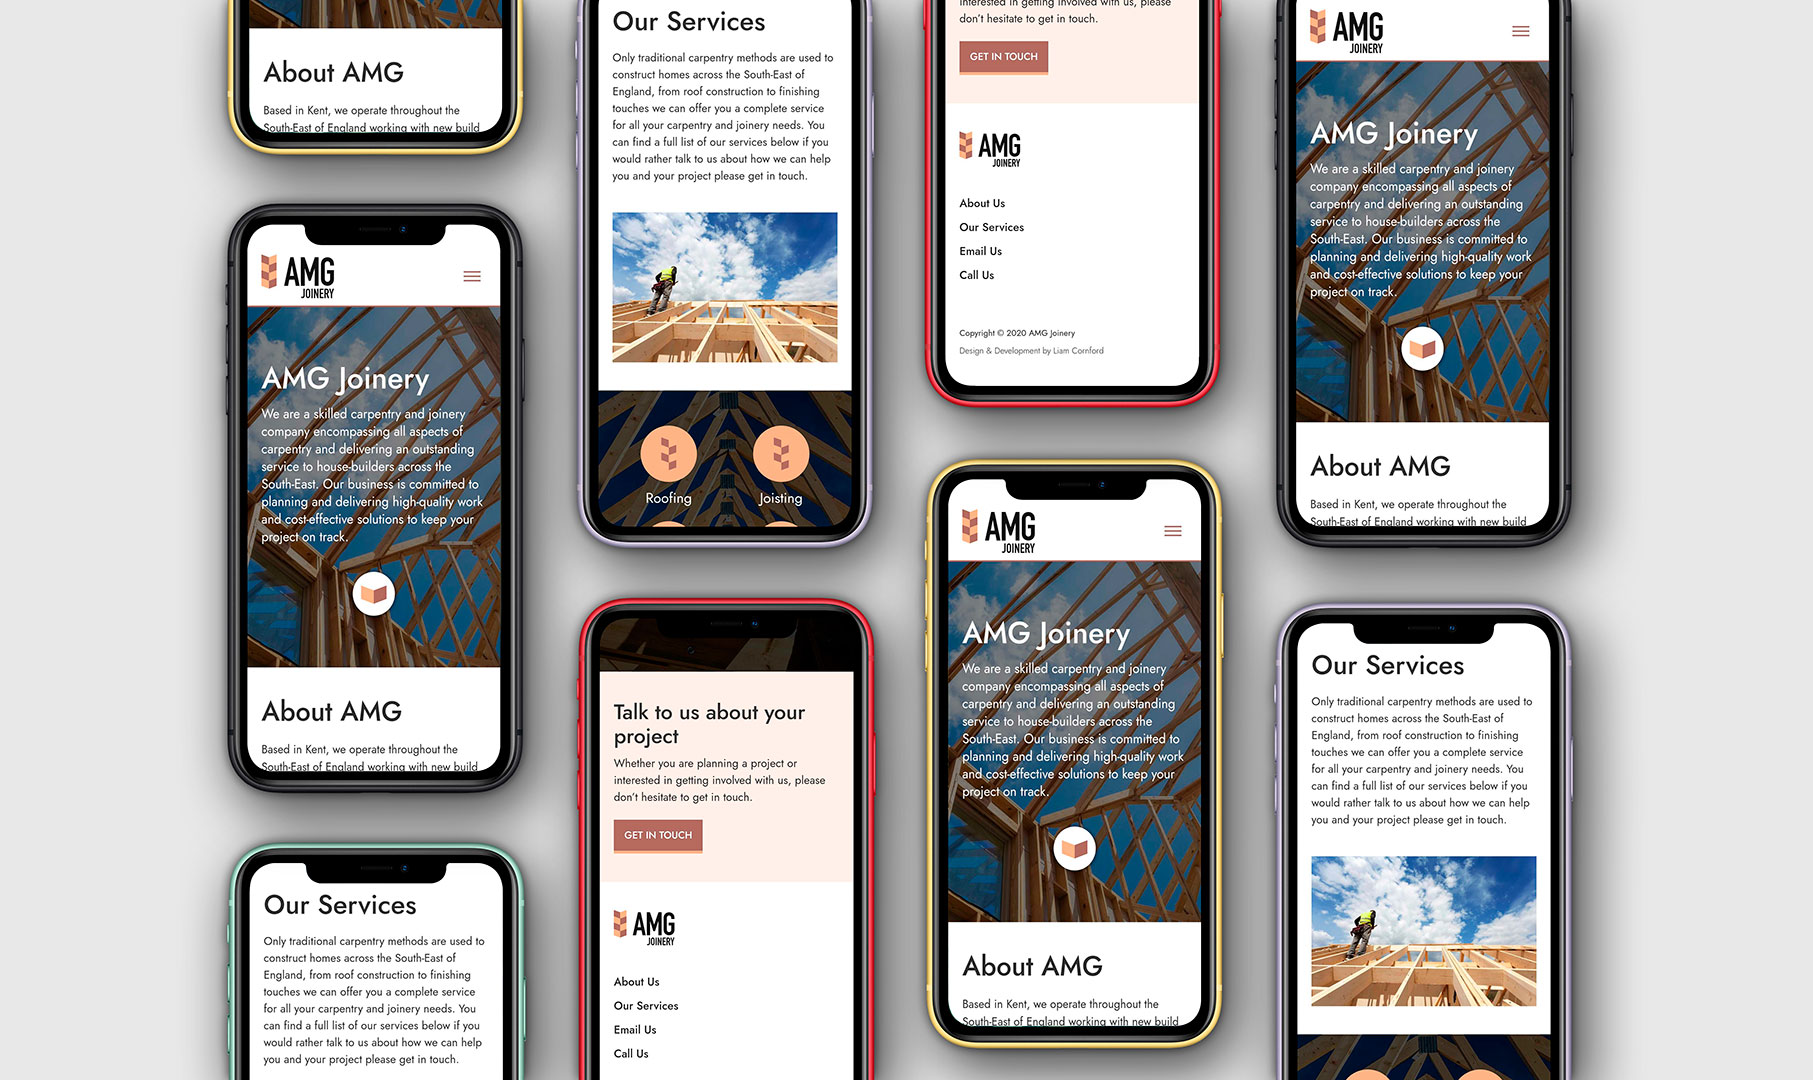 About AMG
Based in Kent, we operate throughout the
South-East of England working with new build
AMG
JOINERY
AMG Joinery
We are a skilled carpentry and joinery
company encompassing all aspects of
carpentry and delivering an outstanding
service to house-builders across the
South-East. Our business is committed to
planning and delivering high-quality work
and cost-effective solutions to keep your
project on track.
About AMG
Based in Kent, we operate throughout the
South-East of England working with new build
Our Services
Only traditional carpentry methods are used to
construct homes across the South-East of
England, from roof construction to finishing
touches we can offer you a complete service
for all your carpentry and joinery needs. You
can find a full list of our services below if you
would rather talk to us about how we can help
you and your project please get in touch.
Our Services
Only traditional carpentry methods are used to
construct homes across the South-East of
England, from roof construction to finishing
touches we can offer you a complete service
for all your carpentry and joinery needs. You
can find a full list of our services below if you
would rather talk to us about how we can help
you and your project please get in touch.
Roofing
Joisting
Talk to us about your
project
Whether you are planning a project or
interested in getting involved with us, please
don't hesitate to get in touch.
GET IN TOUCH
AMG
JOINERY
About Us
Our Services
Email Us
Call Us
interested in getting involved with us, please
don't hesitate to get in touch.
GET IN TOUCH
AMG
JOINERY
About Us
Our Services
Email Us
Call Us
Copyright © 2020 AMG Joinery
Design & Development by Liam Cornford
AMG
JOINERY
AMG Joinery
We are a skilled carpentry and joinery
company encompassing all aspects of
carpentry and delivering an outstanding
service to house-builders across the
South-East. Our business is committed to
planning and delivering high-quality work
and cost-effective solutions to keep your
project on track.
About AMG
Based in Kent, we operate throughout the
South-East of England working with new build
AMG
JOINERY
AMG Joinery
We are a skilled carpentry and joinery
company encompassing all aspects of
carpentry and delivering an outstanding
service to house-builders across the
South-East. Our business is committed to
planning and delivering high-quality work
and cost-effective solutions to keep your
project on track.
About AMG
Based in Kent, we operate throughout the
South-East of England working with new build
Our Services
Only traditional carpentry methods are used to
construct homes across the South-East of
England, from roof construction to finishing
touches we can offer you a complete service
for all your carpentry and joinery needs. You
can find a full list of our services below if you
would rather talk to us about how we can help
you and your project please get in touch.